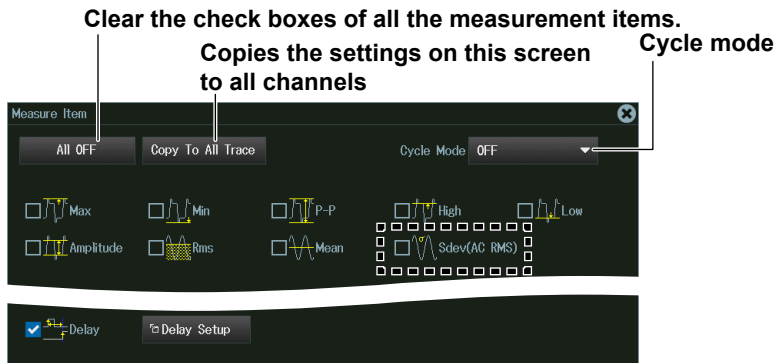 Clear the check boxes of all the measurement items.
Copies the settings on this screen
to all channels
Cycle mode
Measure Item
All OFF
Copy To All Trace
Cycle Mode OFF
Max
Min
P-P
High
Low
Amplitude
Rms
Mean
σ
Sdev(AC RMS)
Delay
Delay Setup